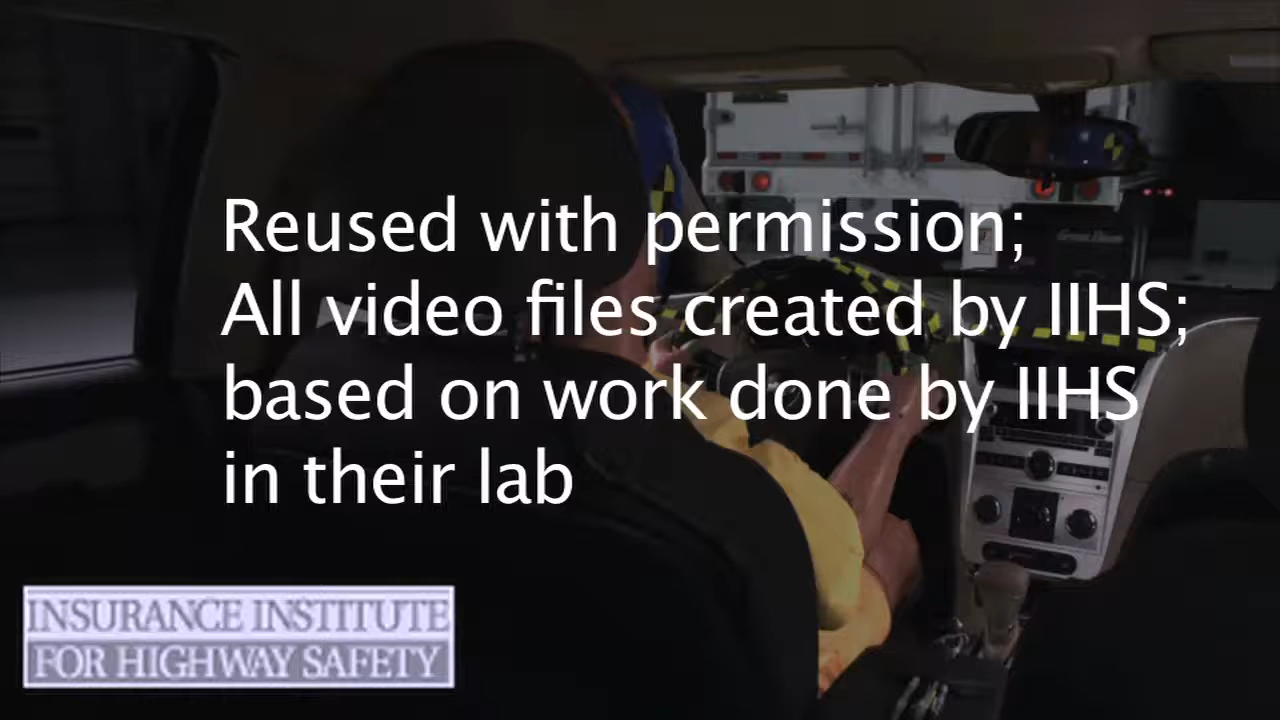 Reused with permission;
All video files created by IIHS;
based on work done by IIHS
in their lab
INSURANCE INSTITUTE
FOR HIGHWAY SAFETY